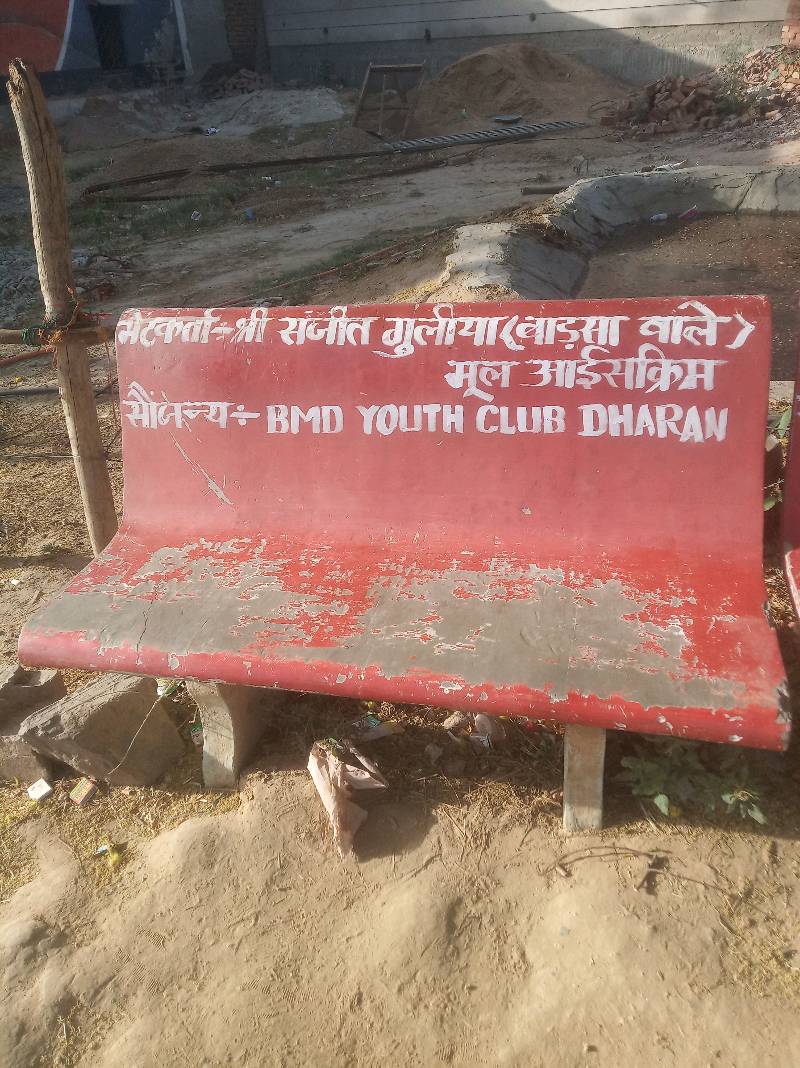 भेंटकर्ता-श्री संजीत गुलीया (बाड़सा वाले)
मूल आईसक्रिम
सौंजन्य ÷ BMD YOUTH CLUB DHARAN